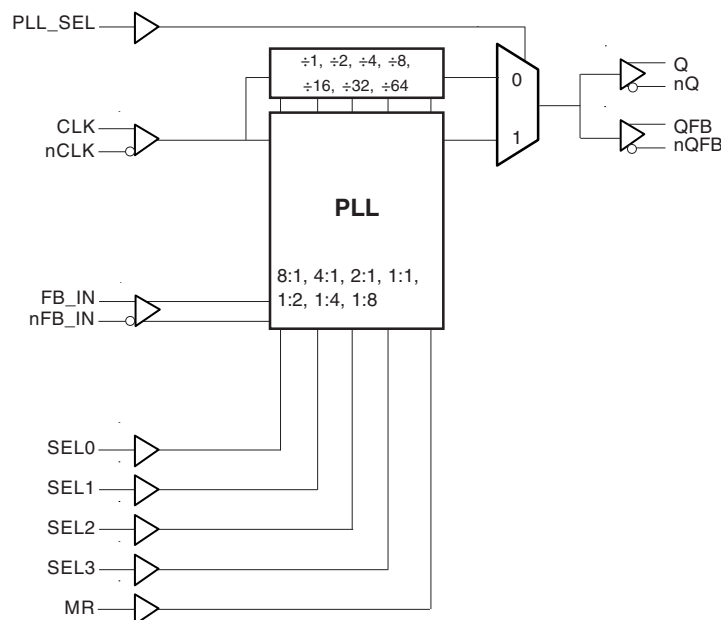 PLL_SEL
÷1, ÷2, ÷4, ÷8,
÷16, ÷32, ÷64
0
1
Q
nQ
QFB
nQFB
CLK
nCLK
PLL
8:1, 4:1, 2:1, 1:1,
1:2, 1:4, 1:8
FB_IN
nFB_IN
SEL0
SEL1
SEL2
SEL3
MR